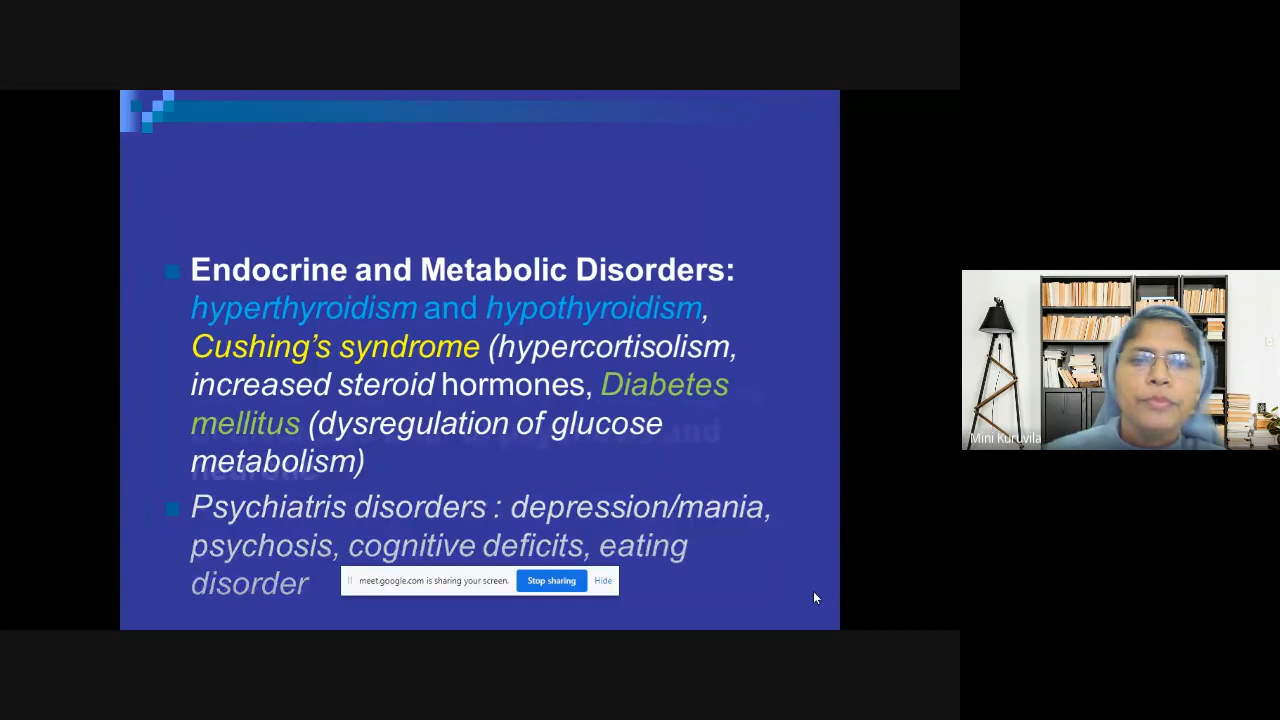 Endocrine and Metabolic Disorders:
hyperthyroidism and hypothyroidism,
Cushing's syndrome (hypercortisolism,
increased steroid hormones, Diabetes
mellitus (dysregulation of glucose
metabolism)
Psychiatris disorders : depression/mania,
psychosis, cognitive deficits, eating
disorder
meet.google.com is sharing your screen. Stop sharing Hide
Mini Kuruvila